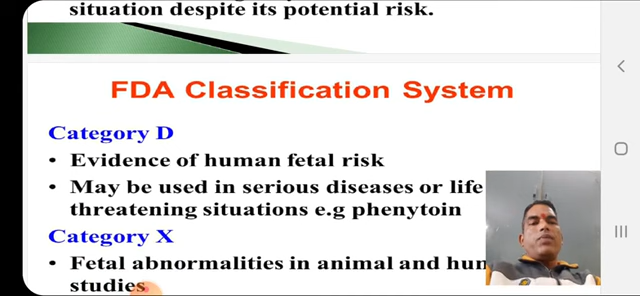 situation despite its potential risk.
FDA Classification System
Category D
• Evidence of human fetal risk
• May be used in serious diseases or life
threatening situations e.g phenytoin
Category X
• Fetal abnormalities in animal and hum
studies